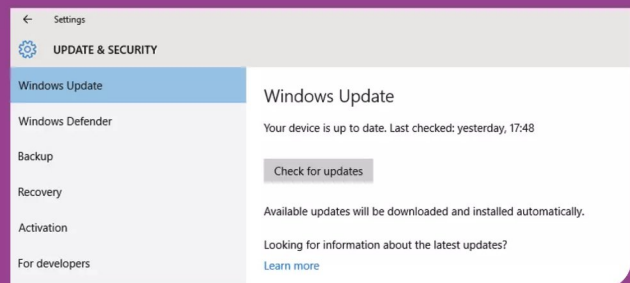 Settings
UPDATE & SECURITY
Windows Update
Windows Defender
Backup
Recovery
Activation
For developers
Windows Update
Your device is up to date. Last checked: yesterday, 17:48
Check for updates
Available updates will be downloaded and installed automatically.
Looking for information about the latest updates?
Learn more